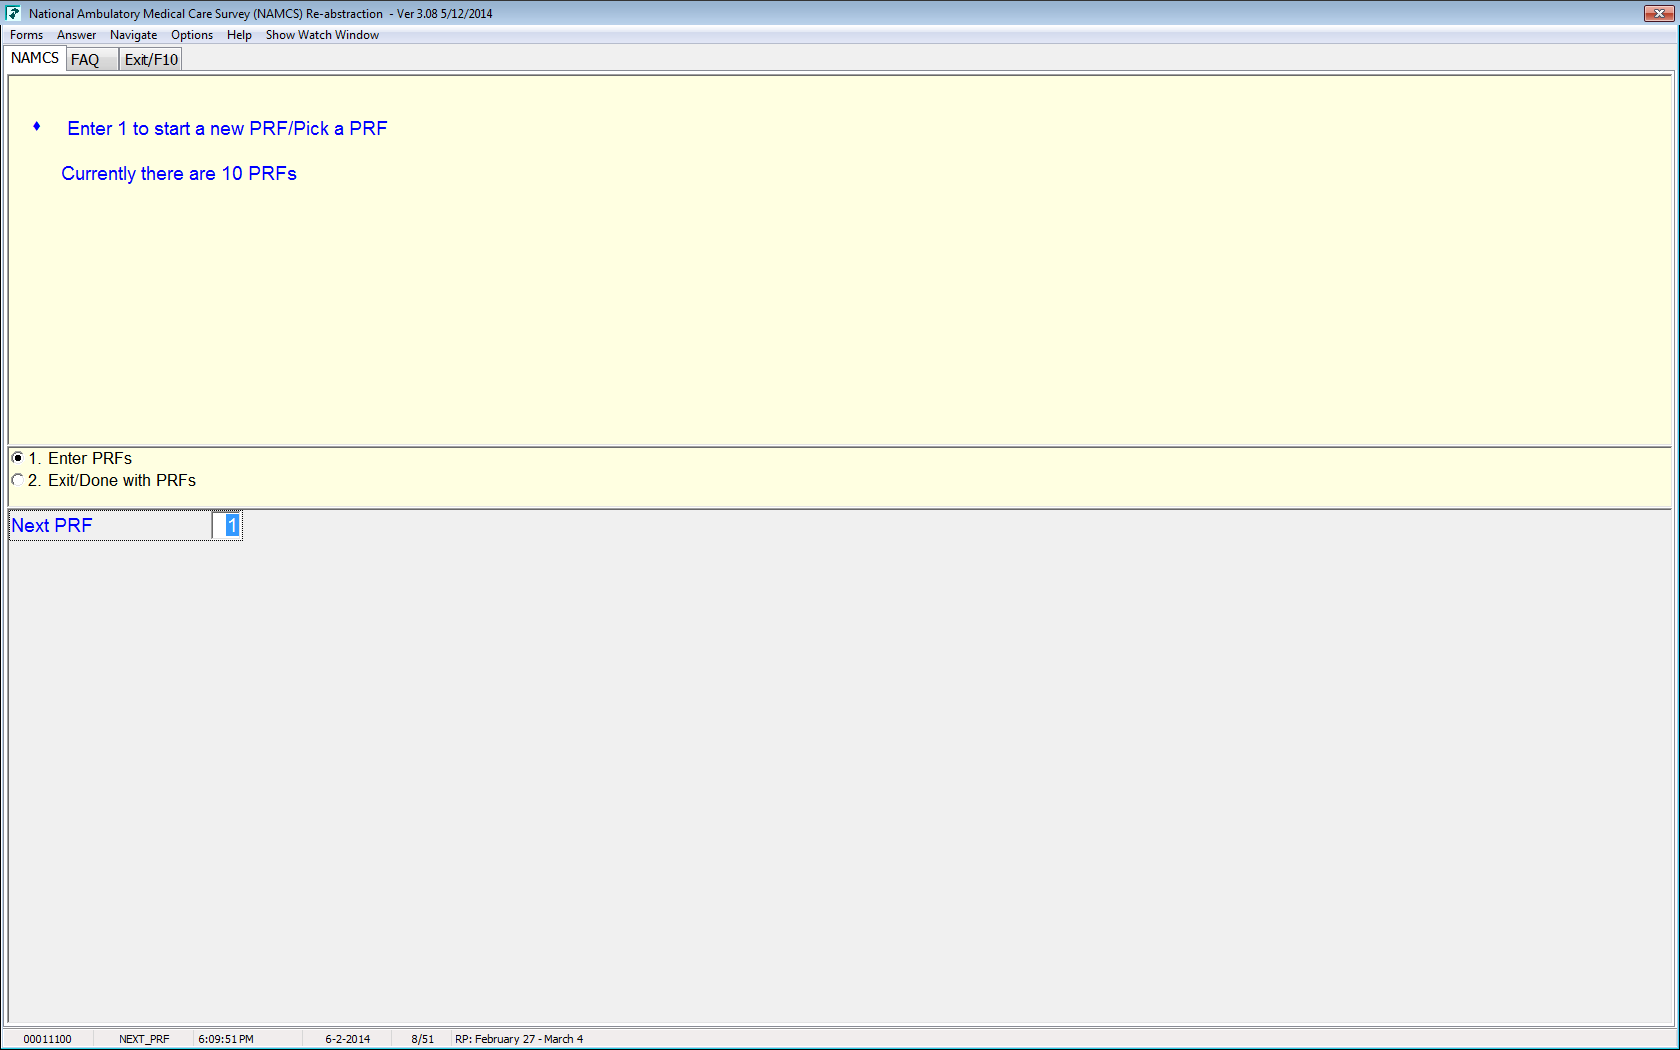 National Ambulatory Medical Care Survey (NAMCS) Re-abstraction - Ver 3.08 5/12/2014
Forms Answer Navigate Options Help Show Watch Window
NAMCS FAQ Exit/F10
♦ Enter 1 to start a new PRF/Pick a PRF
Currently there are 10 PRFs
1. Enter PRFs
2. Exit/Done with PRFs
Next PRF 1
00011100 NEXT_PRF 6:09:51 PM 6-2-2014 8/51 RP: February 27 - March 4